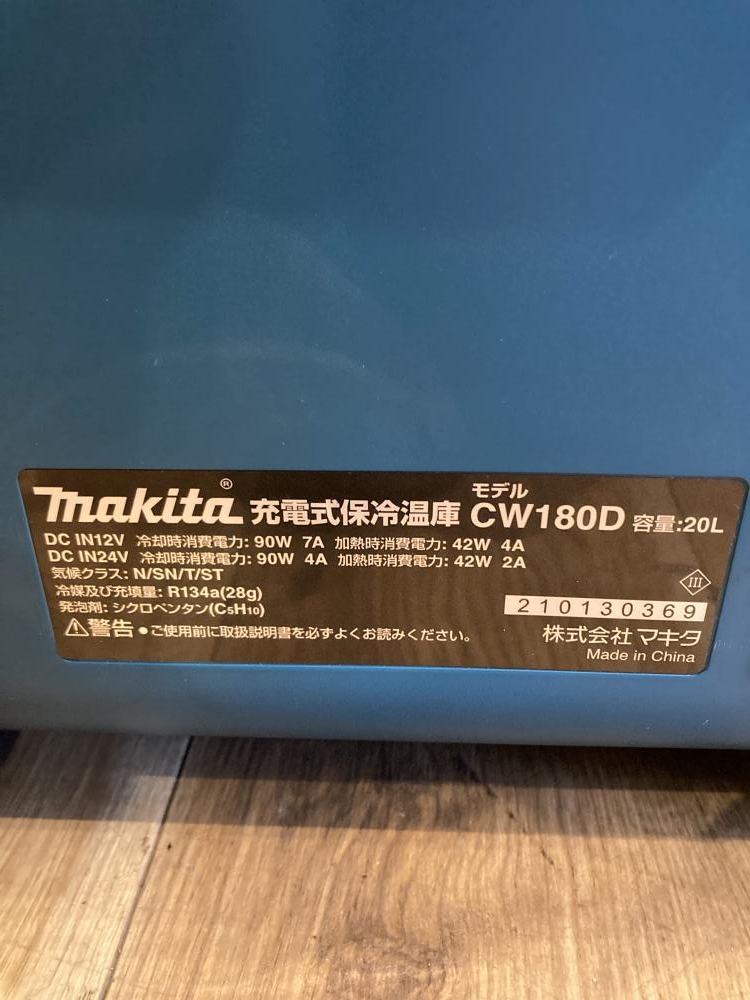 makita® 充電式保冷温庫 モデル CW180D 容量:20L
DC IN12V 冷却時消費電力: 90W 7A 加熱時消費電力: 42W 4A
DC IN24V 冷却時消費電力: 90W 4A 加熱時消費電力: 42W 2A
気候クラス: N/SN/T/ST
冷媒及び充填量: R134a(28g)
III
発泡剤: シクロペンタン(C₅H₁₀)
210130369
⚠警告 ●ご使用前に取扱説明書を必ずよくお読みください。
株式会社 マキタ
Made in China